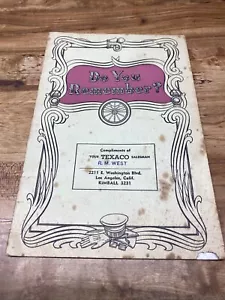 Do You
Remember?
Compliments of
YOUR TEXACO SALESMAN
R. M. WEST
2211 E. Washington Blvd.
Los Angeles, Calif.
KIMBALL 3231